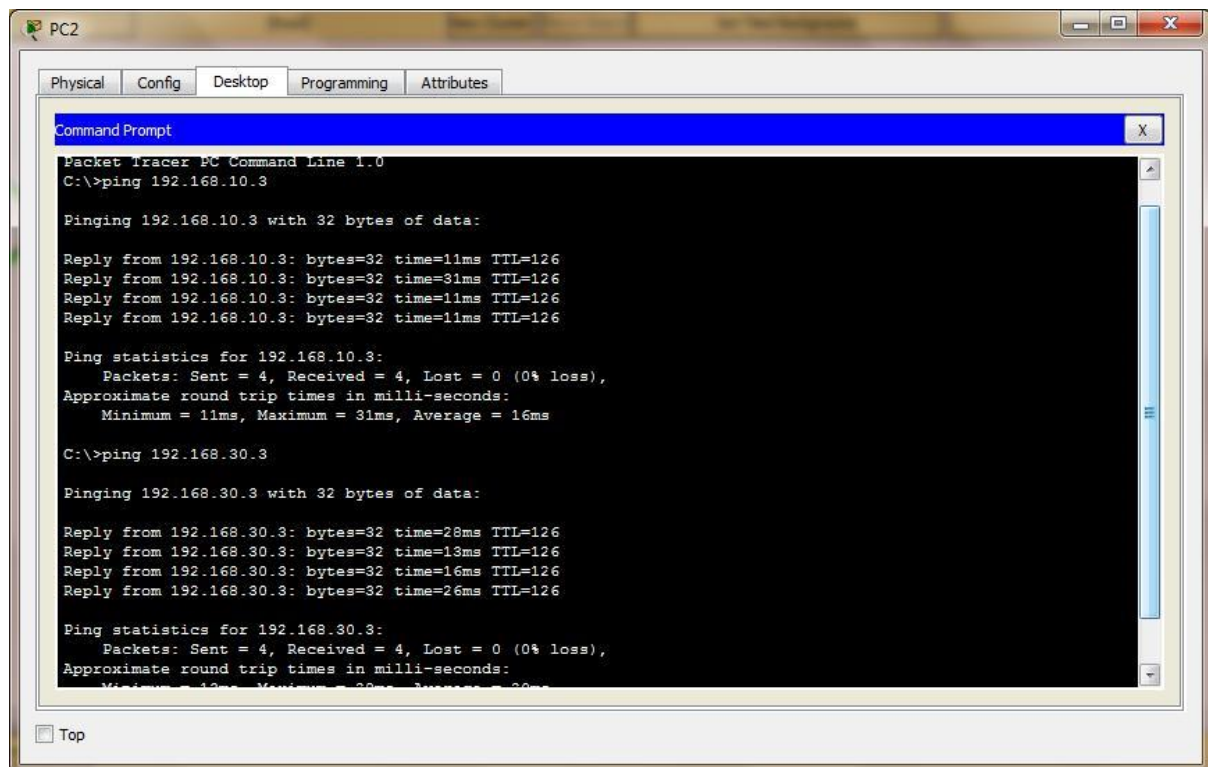 PC2
Physical Config Desktop Programming Attributes
Command Prompt
X
Packet Tracer PC Command Line 1.0
C:\>ping 192.168.10.3
Pinging 192.168.10.3 with 32 bytes of data:
Reply from 192.168.10.3: bytes=32 time=11ms TTL=126
Reply from 192.168.10.3: bytes=32 time=31ms TTL=126
Reply from 192.168.10.3: bytes=32 time=11ms TTL=126
Reply from 192.168.10.3: bytes=32 time=11ms TTL=126
Ping statistics for 192.168.10.3:
Packets: Sent = 4, Received = 4, Lost = 0 (0% loss),
Approximate round trip times in milli-seconds:
Minimum = 11ms, Maximum = 31ms, Average = 16ms
C:\>ping 192.168.30.3
Pinging 192.168.30.3 with 32 bytes of data:
Reply from 192.168.30.3: bytes=32 time=28ms TTL=126
Reply from 192.168.30.3: bytes=32 time=13ms TTL=126
Reply from 192.168.30.3: bytes=32 time=16ms TTL=126
Reply from 192.168.30.3: bytes=32 time=26ms TTL=126
Ping statistics for 192.168.30.3:
Packets: Sent = 4, Received = 4, Lost = 0 (0% loss),
Approximate round trip times in milli-seconds:
Top